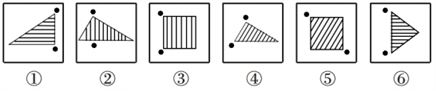 ① ② ③ ④ ⑤ ⑥